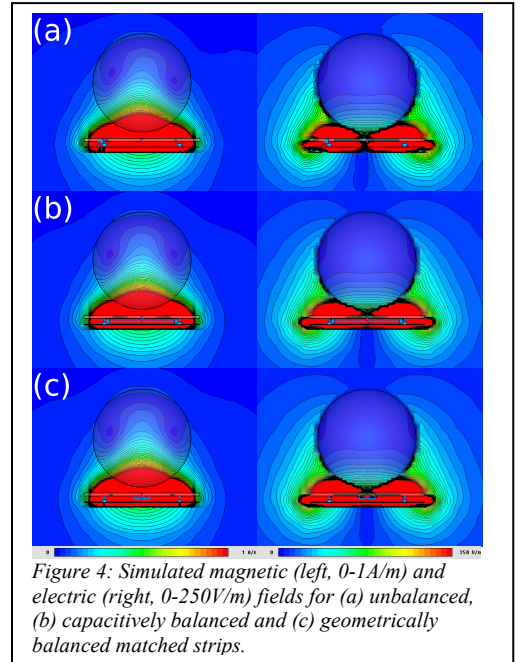 (a)
(b)
(c)
0 1 A/m 0 250 V/m
Figure 4: Simulated magnetic (left, 0-1A/m) and
electric (right, 0-250V/m) fields for (a) unbalanced,
(b) capacitively balanced and (c) geometrically
balanced matched strips.